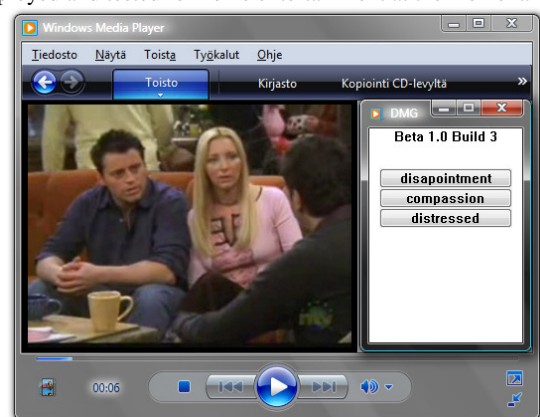 Windows Media Player
Tiedosto Näytä Toista Työkalut Ohje
Toisto Kirjasto Kopiointi CD-levyltä »
DMG
Beta 1.0 Build 3
disapointment
compassion
distressed
00:06